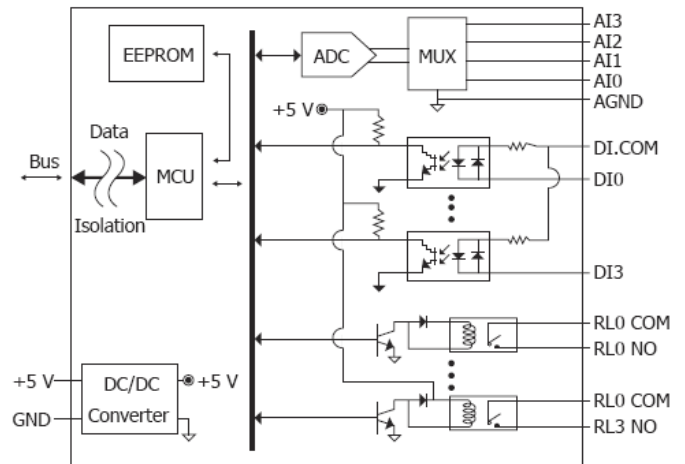 EEPROM
ADC
MUX
AI3
AI2
AI1
AI0
AGND
+5 V
Data
Bus
MCU
Isolation
DI.COM
DI0
DI3
RL0 COM
RL0 NO
+5 V
DC/DC
Converter
+5 V
GND
RL0 COM
RL3 NO